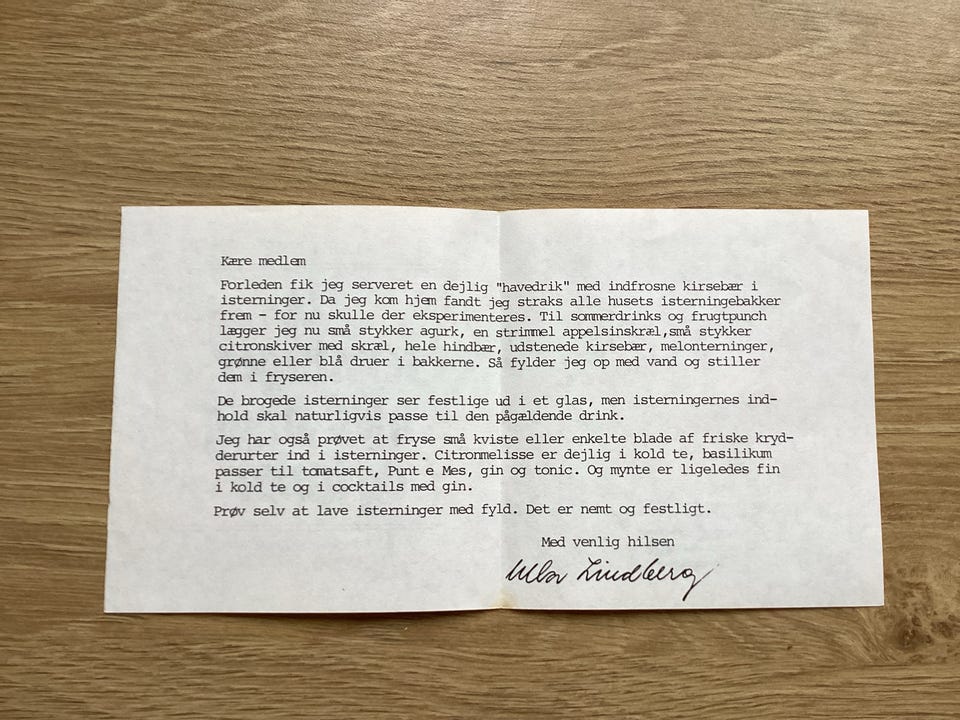 Kære medlem
Forleden fik jeg serveret en dejlig "havedrik" med indfrosne kirsebær i
isterninger. Da jeg kom hjem fandt jeg straks alle husets isterningebakker
frem - for nu skulle der eksperimenteres. Til sommerdrinks og frugtpunch
lægger jeg nu små stykker agurk, en strimmel appelsinskræl,små stykker
citronskiver med skræl, hele hindbær, udstenede kirsebær, melonterninger,
grønne eller blå druer i bakkerne. Så fylder jeg op med vand og stiller
dem i fryseren.
De brogede isterninger ser festlige ud i et glas, men isterningernes ind-
hold skal naturligvis passe til den pågældende drink.
Jeg har også prøvet at fryse små kviste eller enkelte blade af friske kryd-
derurter ind i isterninger. Citronmelisse er dejlig i kold te, basilikum
passer til tomatsaft, Punt e Mes, gin og tonic. Og mynte er ligeledes fin
i kold te og i cocktails med gin.
Prøv selv at lave isterninger med fyld. Det er nemt og festligt.
Med venlig hilsen
Ulla Lindberg